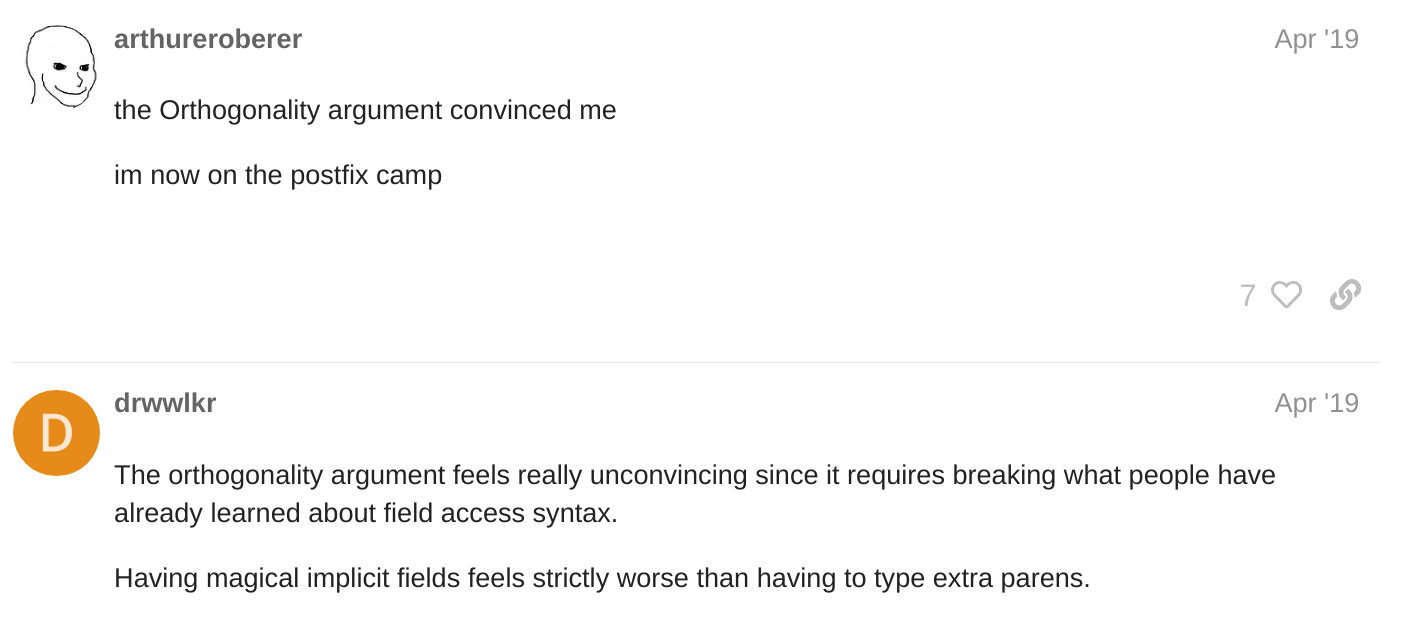 arthureroberer
Apr '19
the Orthogonality argument convinced me
im now on the postfix camp
7
D
drwwlkr
Apr '19
The orthogonality argument feels really unconvincing since it requires breaking what people have
already learned about field access syntax.
Having magical implicit fields feels strictly worse than having to type extra parens.